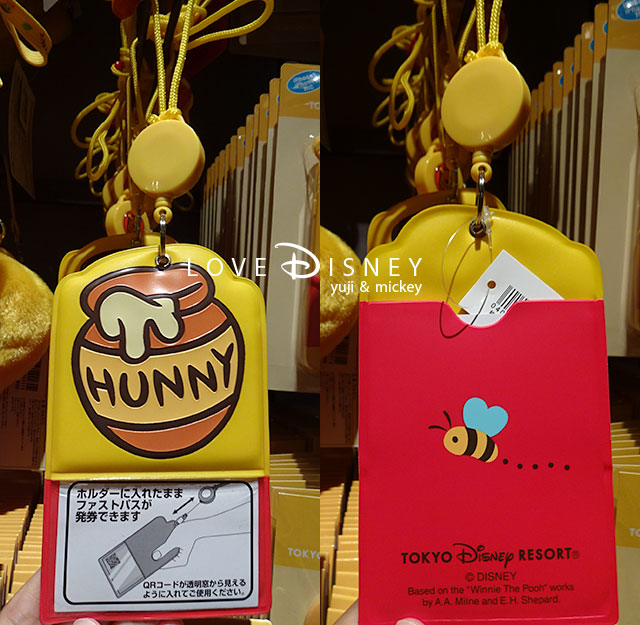 LOVE DISNEY
yuji & mickey
HUNNY
ホルダーに入れたまま
ファストパスが
発券できます
QRコードが透明窓から見える
ように入れてご使用ください。
TOKYO Disney RESORT®
© DISNEY
Based on the "Winnie The Pooh" works
by A.A. Milne and E.H. Shepard.
TOKYO
TOKYO